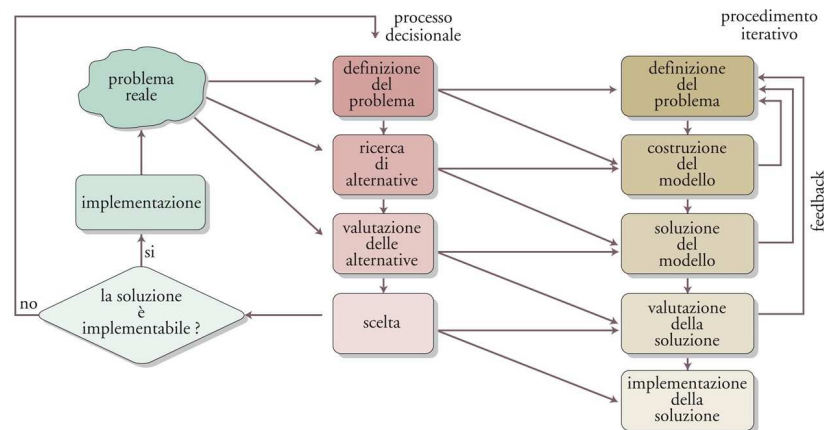 processo
decisionale
procedimento
iterativo
problema
reale
definizione
del
problema
definizione
del
problema
ricerca
di
alternative
costruzione
del
modello
implementazione
valutazione
delle
alternative
soluzione
del
modello
feedback
si
no
la soluzione
è
implementabile ?
scelta
valutazione
della
soluzione
implementazione
della
soluzione